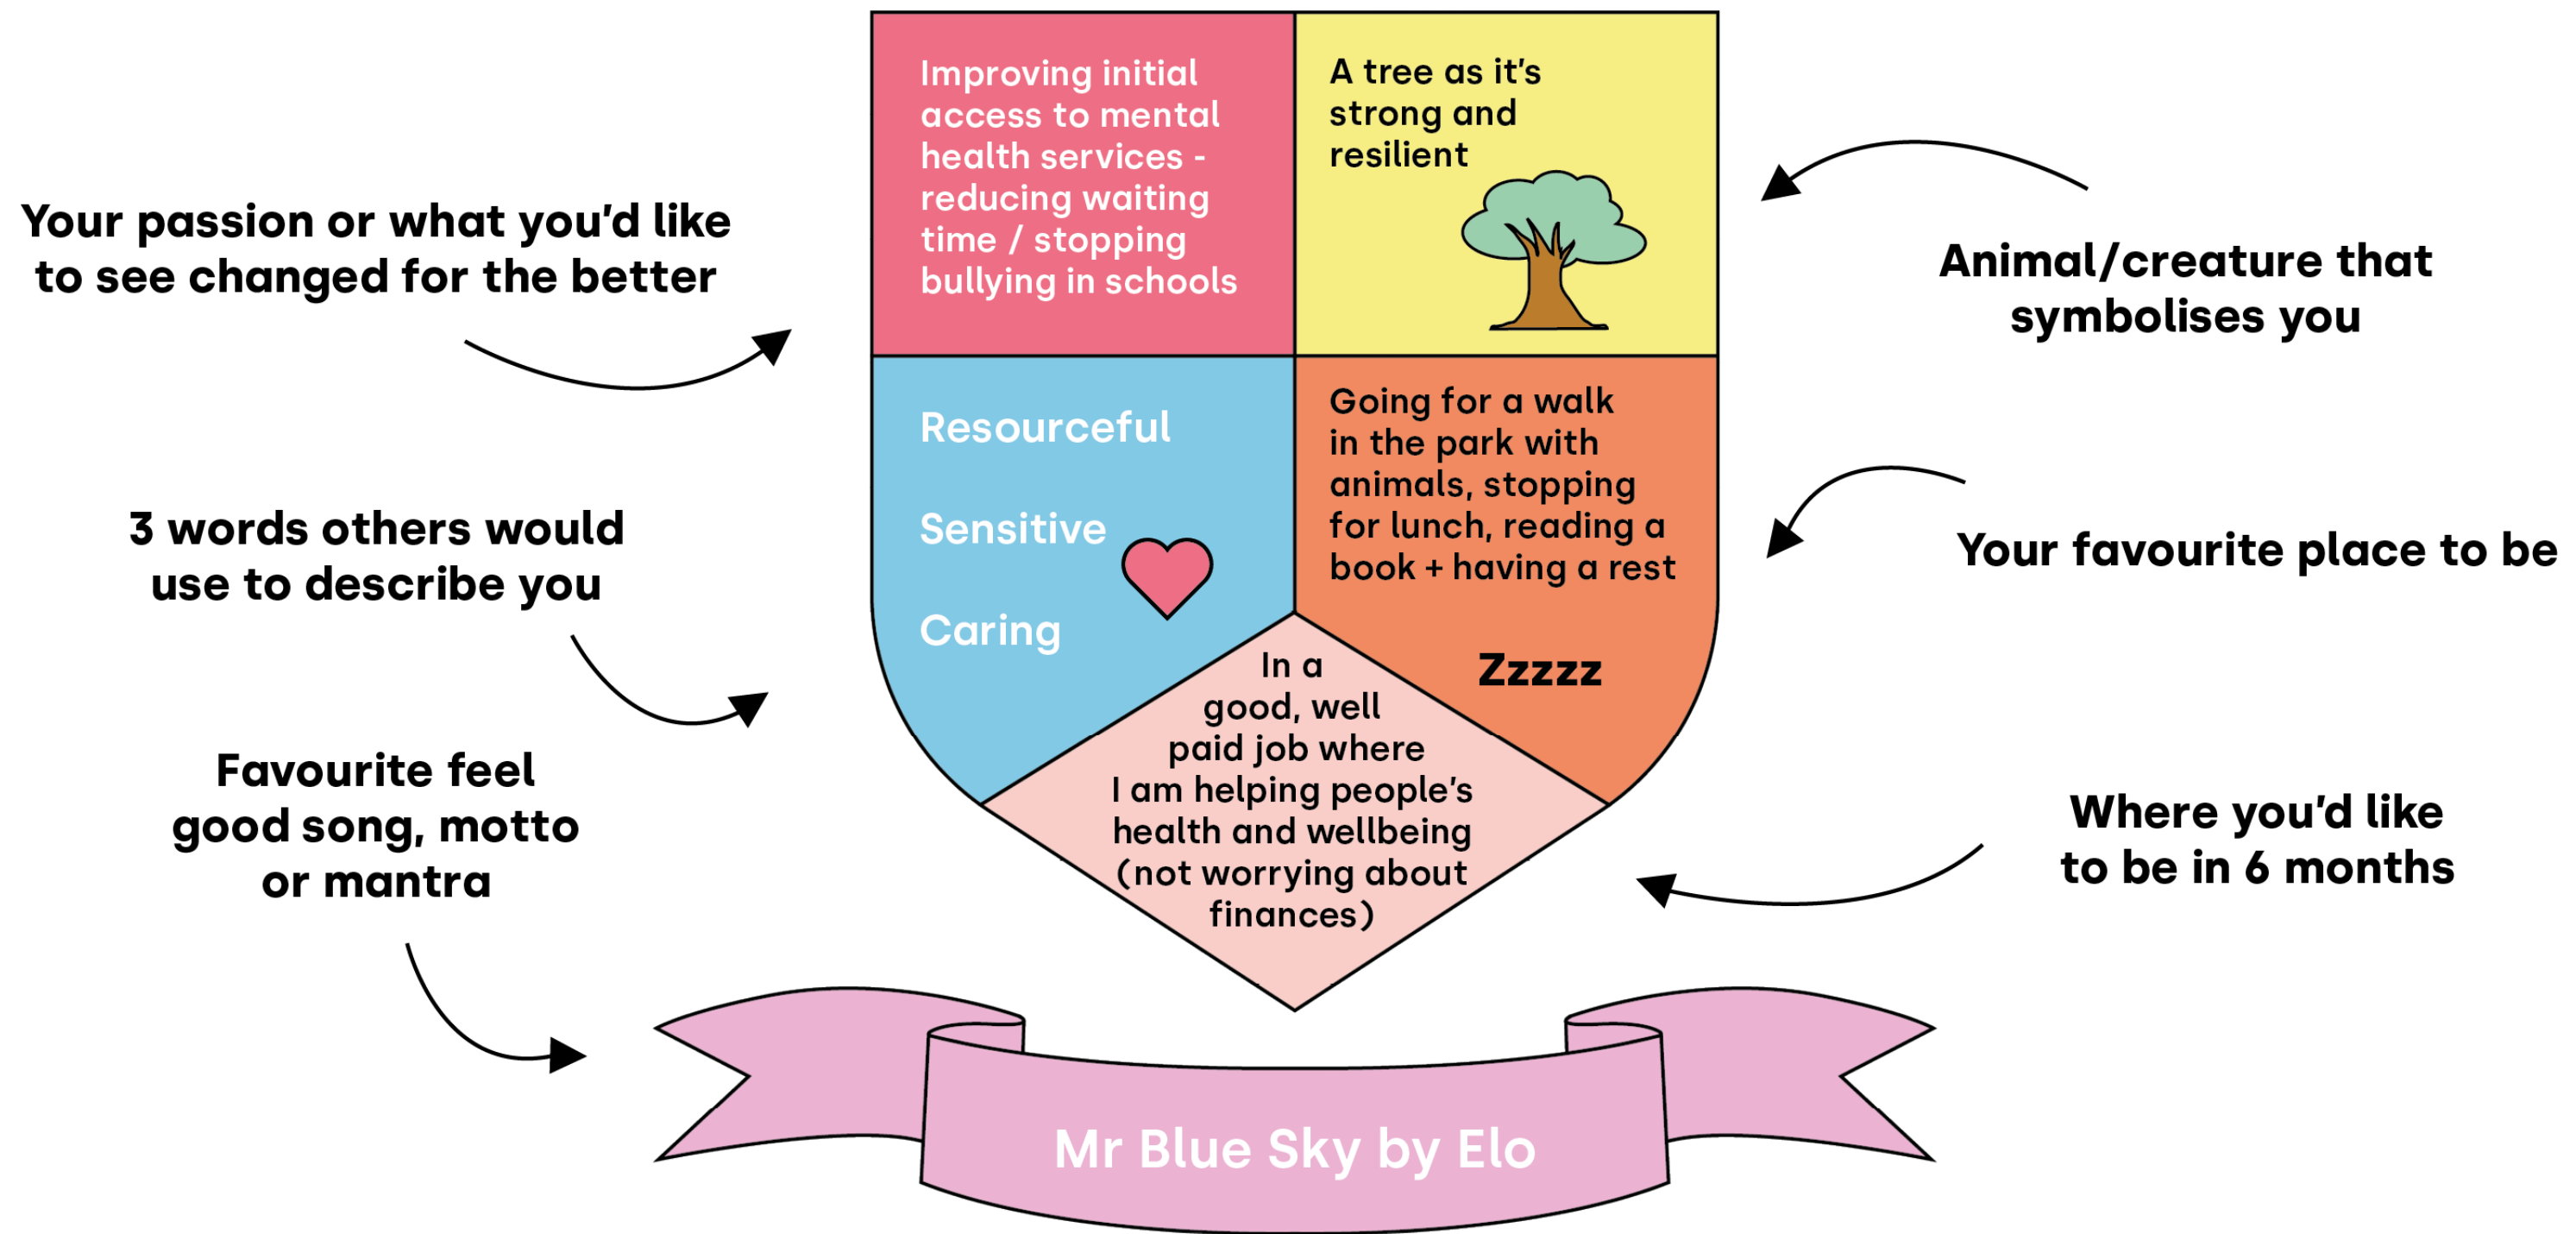 Your passion or what you'd like
to see changed for the better
3 words others would
use to describe you
Favourite feel
good song, motto
or mantra
Improving initial
access to mental
health services -
reducing waiting
time / stopping
bullying in schools
A tree as it's
strong and
resilient
Resourceful
Sensitive
Caring
Going for a walk
in the park with
animals, stopping
for lunch, reading a
book + having a rest
Zzzzz
In a
good, well
paid job where
I am helping people's
health and wellbeing
(not worrying about
finances)
Mr Blue Sky by Elo
Animal/creature that
symbolises you
Your favourite place to be
Where you'd like
to be in 6 months